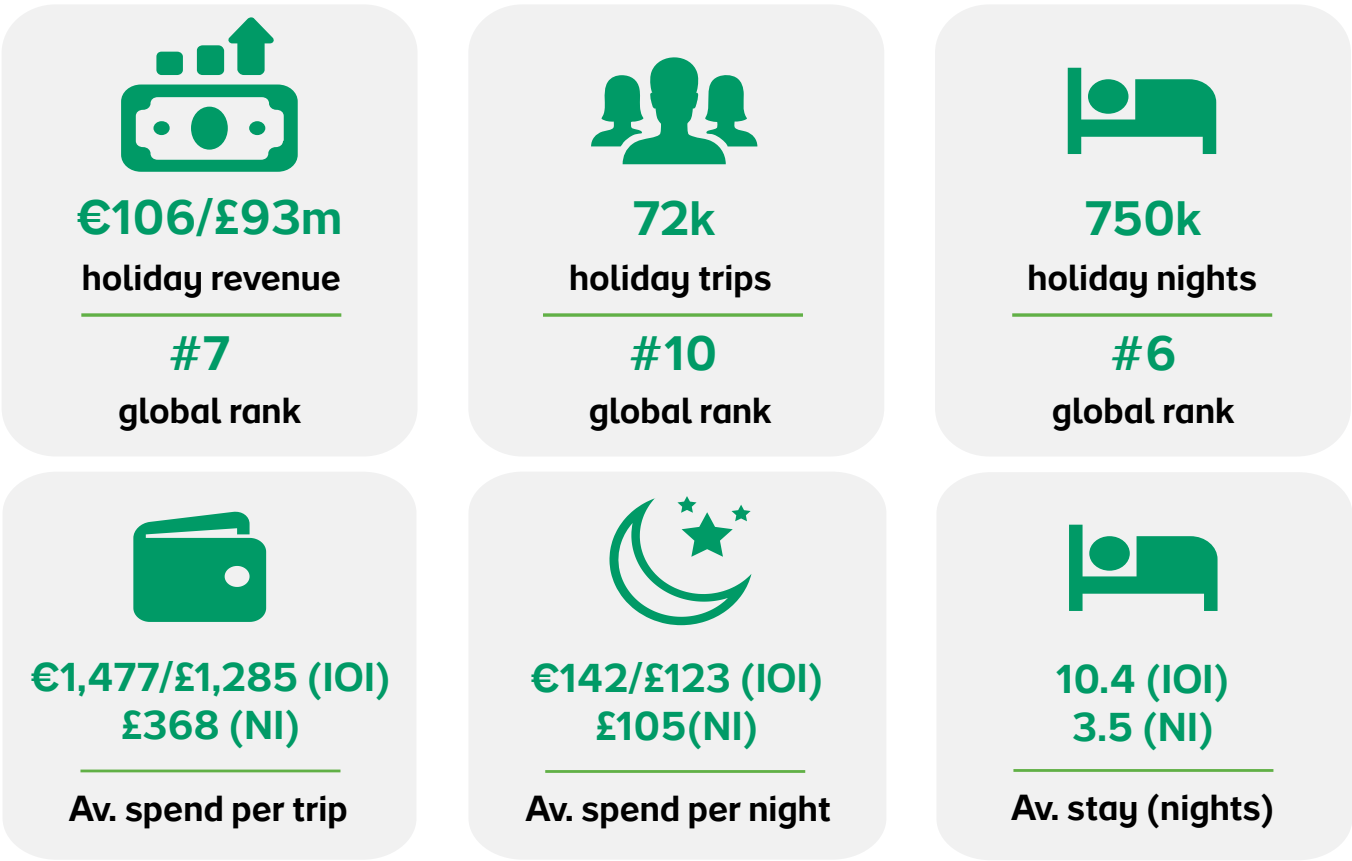 €106/£93m
holiday revenue
#7
global rank
72k
holiday trips
#10
global rank
750k
holiday nights
#6
global rank
€1,477/£1,285 (IOI)
£368 (NI)
Av. spend per trip
€142/£123 (IOI)
£105(NI)
Av. spend per night
10.4 (IOI)
3.5 (NI)
Av. stay (nights)